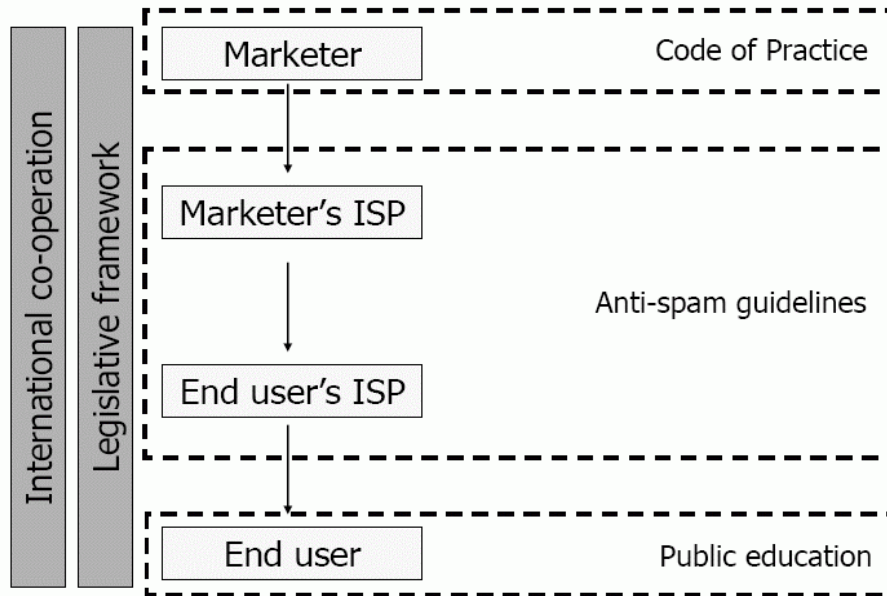 International co-operation
Legislative framework
Marketer
Code of Practice
Marketer's ISP
Anti-spam guidelines
End user's ISP
End user
Public education